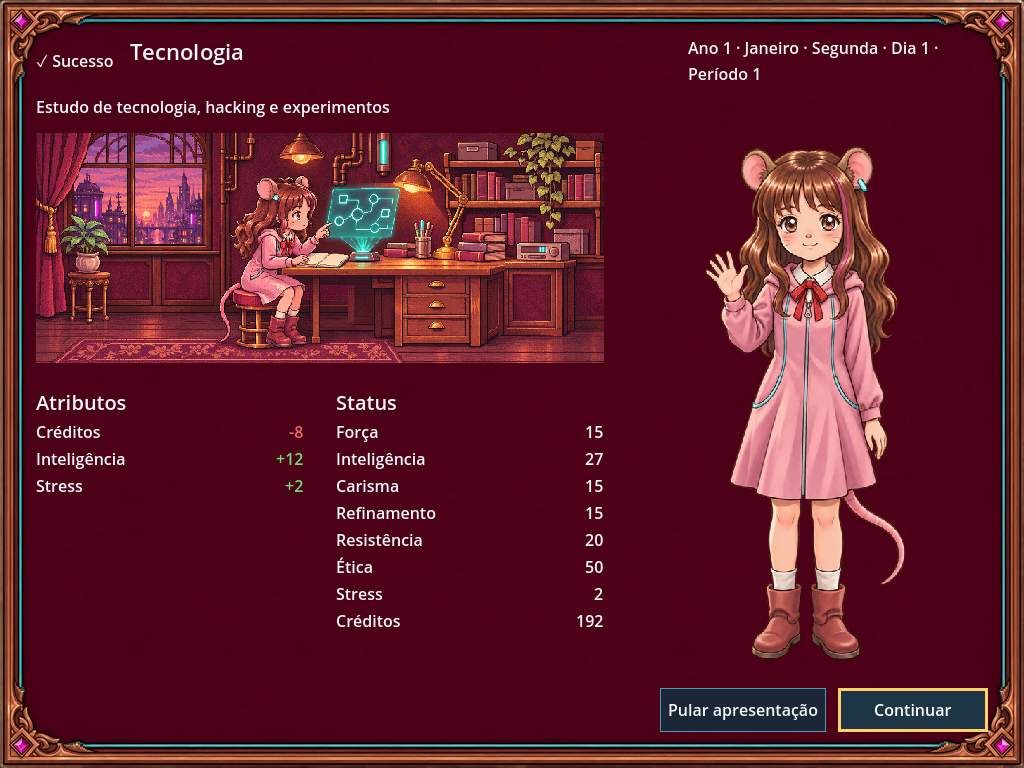 ✓ Sucesso Tecnologia
Ano 1 · Janeiro · Segunda · Dia 1 ·
Período 1
Estudo de tecnologia, hacking e experimentos
Atributos
Créditos -8
Inteligência +12
Stress +2
Status
Força 15
Inteligência 27
Carisma 15
Refinamento 15
Resistência 20
Ética 50
Stress 2
Créditos 192
Pular apresentação
Continuar